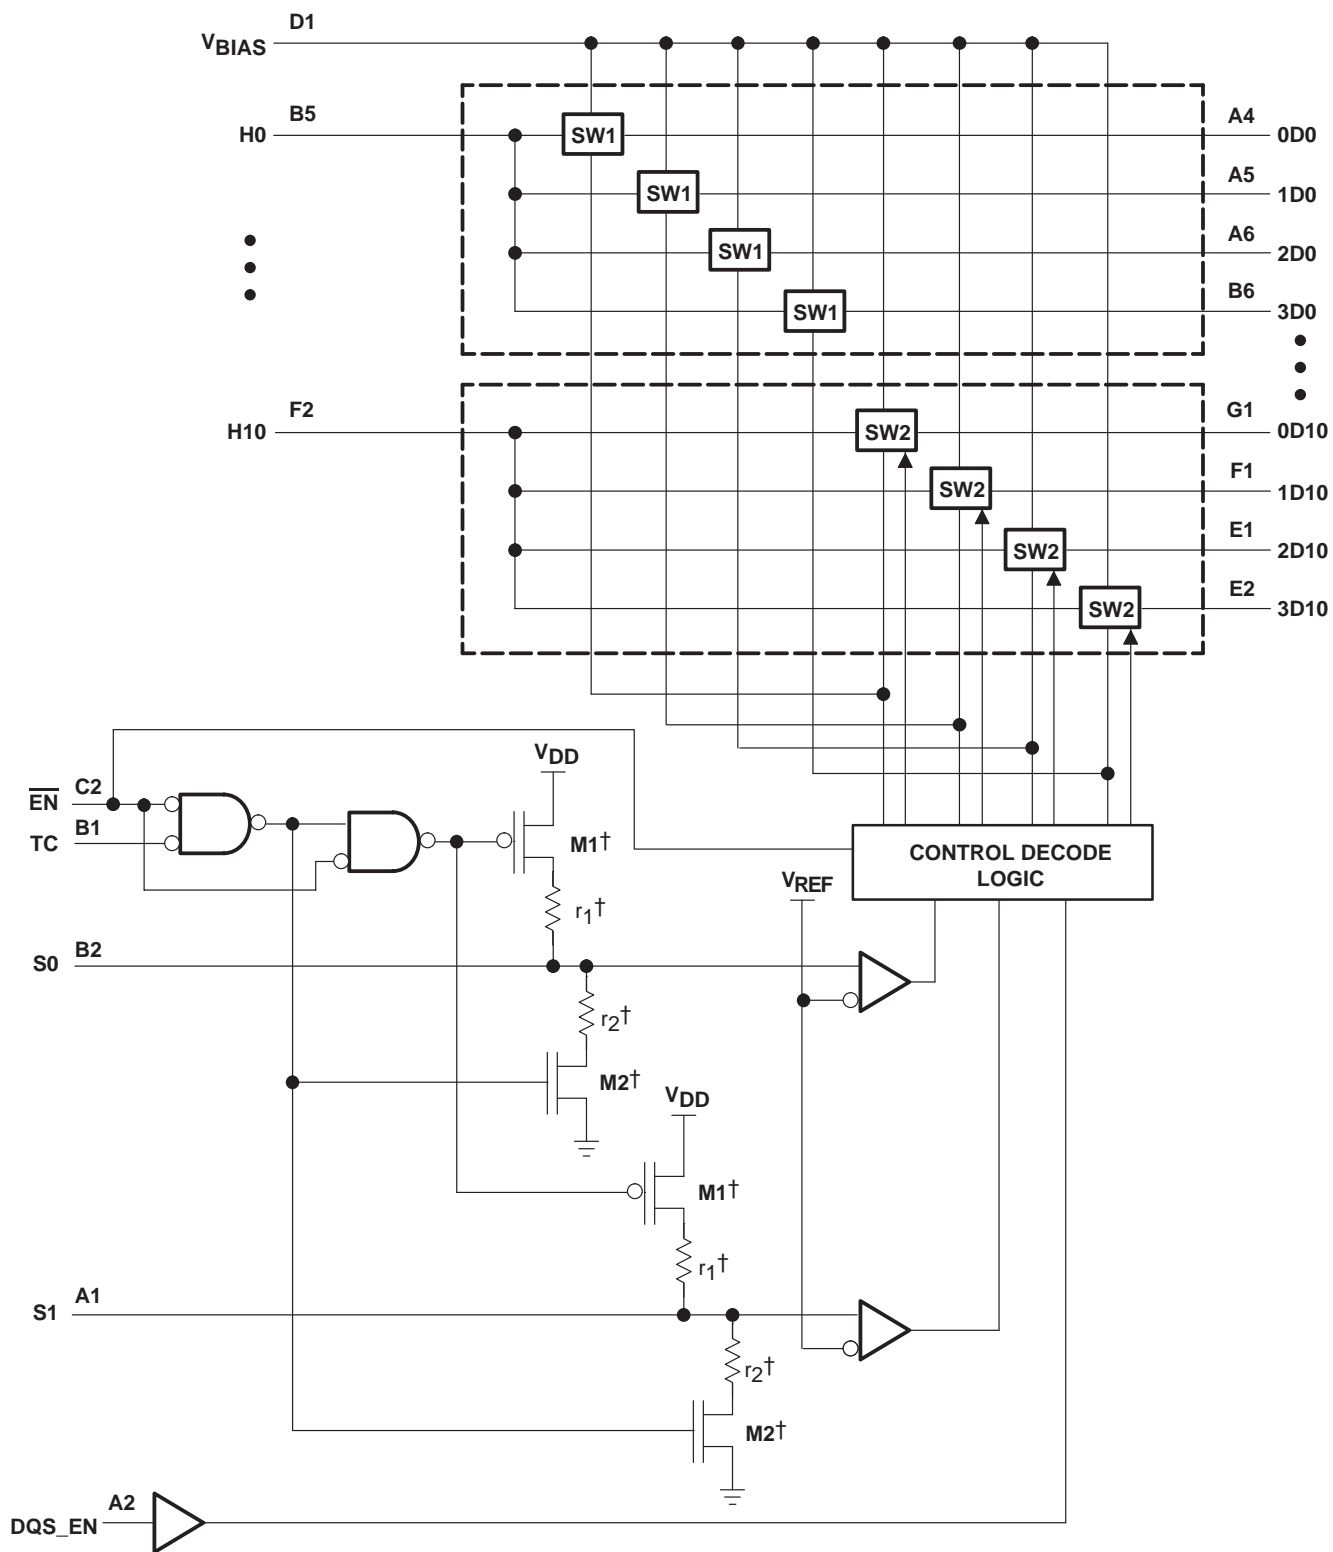 D1
VBIAS
B5
H0
SW1
A4
0D0
SW1
A5
1D0
SW1
A6
2D0
SW1
B6
3D0
F2
H10
SW2
G1
0D10
SW2
F1
1D10
SW2
E1
2D10
SW2
E2
3D10
VDD
C2
EN
B1
TC
M1†
CONTROL DECODE
LOGIC
VREF
r1†
B2
S0
r2†
M2†
VDD
M1†
r1†
A1
S1
r2†
M2†
A2
DQS_EN